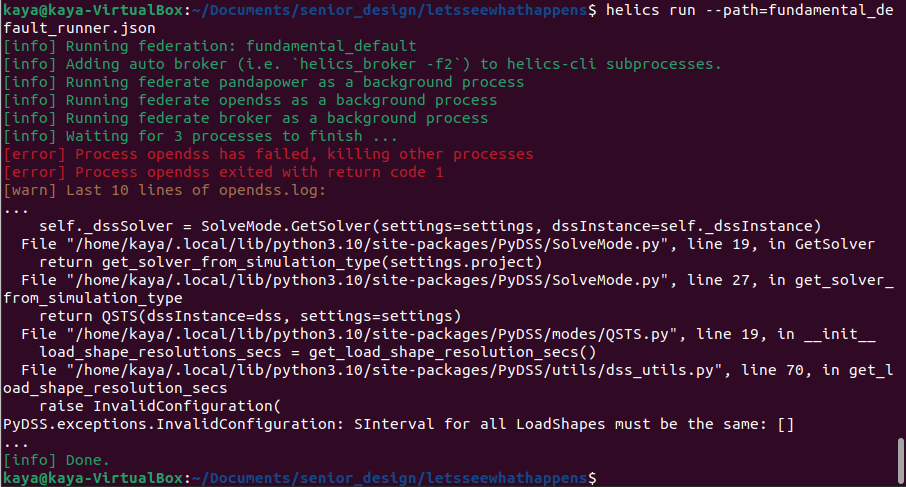 kaya@kaya-VirtualBox:~/Documents/senior_design/letsseewhathappens$ helics run --path=fundamental_de
fault_runner.json
[info] Running federation: fundamental_default
[info] Adding auto broker (i.e. `helics_broker -f2`) to helics-cli subprocesses.
[info] Running federate pandapower as a background process
[info] Running federate opendss as a background process
[info] Running federate broker as a background process
[info] Waiting for 3 processes to finish ...
[error] Process opendss has failed, killing other processes
[error] Process opendss exited with return code 1
[warn] Last 10 lines of opendss.log:
...
    self._dssSolver = SolveMode.GetSolver(settings=settings, dssInstance=self._dssInstance)
  File "/home/kaya/.local/lib/python3.10/site-packages/PyDSS/SolveMode.py", line 19, in GetSolver
    return get_solver_from_simulation_type(settings.project)
  File "/home/kaya/.local/lib/python3.10/site-packages/PyDSS/SolveMode.py", line 27, in get_solver_
from_simulation_type
    return QSTS(dssInstance=dss, settings=settings)
  File "/home/kaya/.local/lib/python3.10/site-packages/PyDSS/modes/QSTS.py", line 19, in __init__
    load_shape_resolutions_secs = get_load_shape_resolution_secs()
  File "/home/kaya/.local/lib/python3.10/site-packages/PyDSS/utils/dss_utils.py", line 70, in get_l
oad_shape_resolution_secs
    raise InvalidConfiguration(
PyDSS.exceptions.InvalidConfiguration: SInterval for all LoadShapes must be the same: []
...
[info] Done.
kaya@kaya-VirtualBox:~/Documents/senior_design/letsseewhathappens$